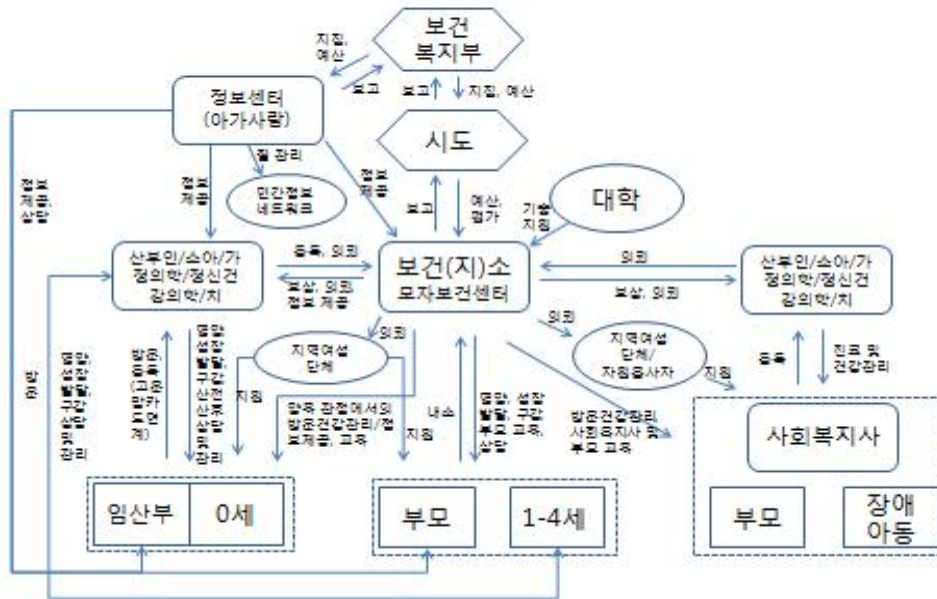 보건
복지부
지침,
예산
보고
보고
지침, 예산
정보센터
(아가사랑)
시도
질 관리
정보
제공,
상담
정보
제공
민간정보
네트워크
정보
제공
보고
예산,
평가
기술
지원
대학
산부인/소아/가
정의학/정신건
강의학/치
등록, 의뢰
보상, 의뢰
정보 제공
보건(지)소
모자보건센터
의뢰
보상, 의뢰
산부인/소아/가
정의학/정신건
강의학/치
의뢰
지역여성
단체
의뢰
지역여성
단체/
자원봉사자
지원
등록
진료 및
건강관리
방문
영양,
성장
발달,
구강
상담
및
관리
방문,
등록
(고운
맘카
드연
계)
영양
성장
발달,
구강
산전
산후
상담
및
관리
지원
양육 관점에서의
방문건강관리/정
보제공, 교육
지원
내소
영양, 성장
발달, 구강
부모 교육,
상담
방문건강관리,
사회복지사 및
부모 교육
사회복지사
임산부
0세
부모
1-4세
부모
장애
아동